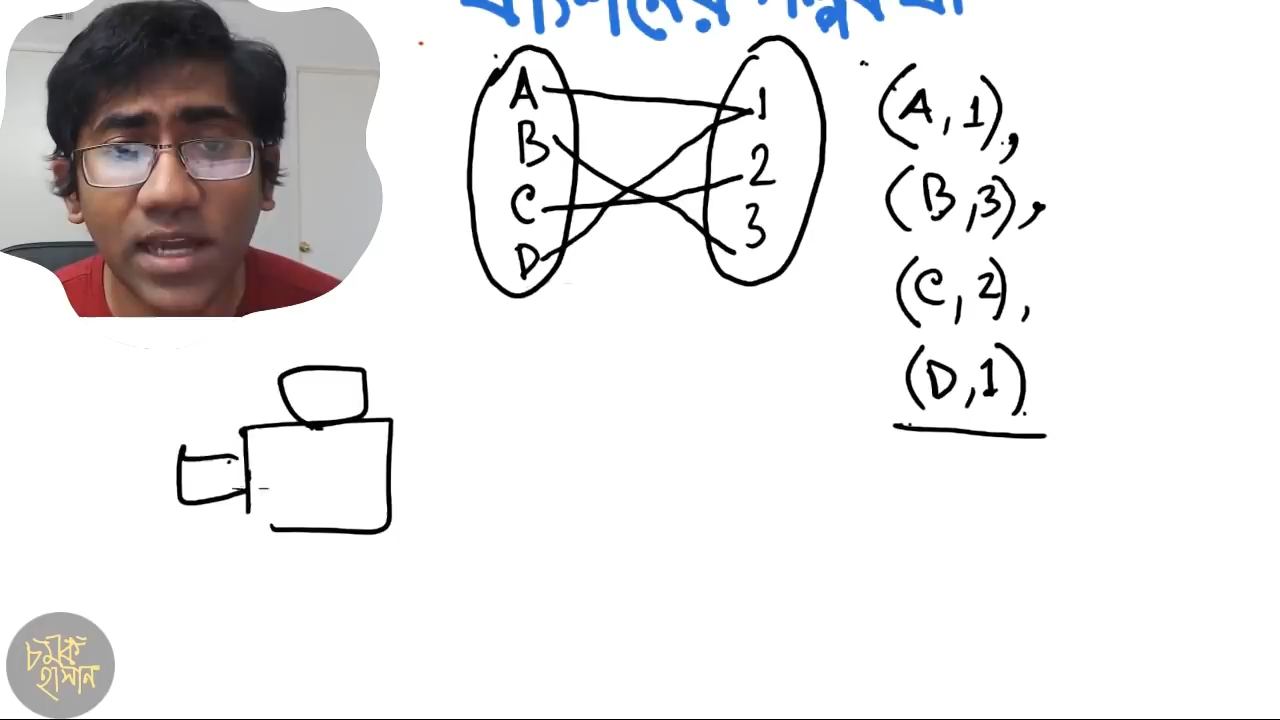 A
B
C
D
1
2
3
(A, 1),
(B, 3),
(C, 2),
(D, 1)
চমক
হাসান